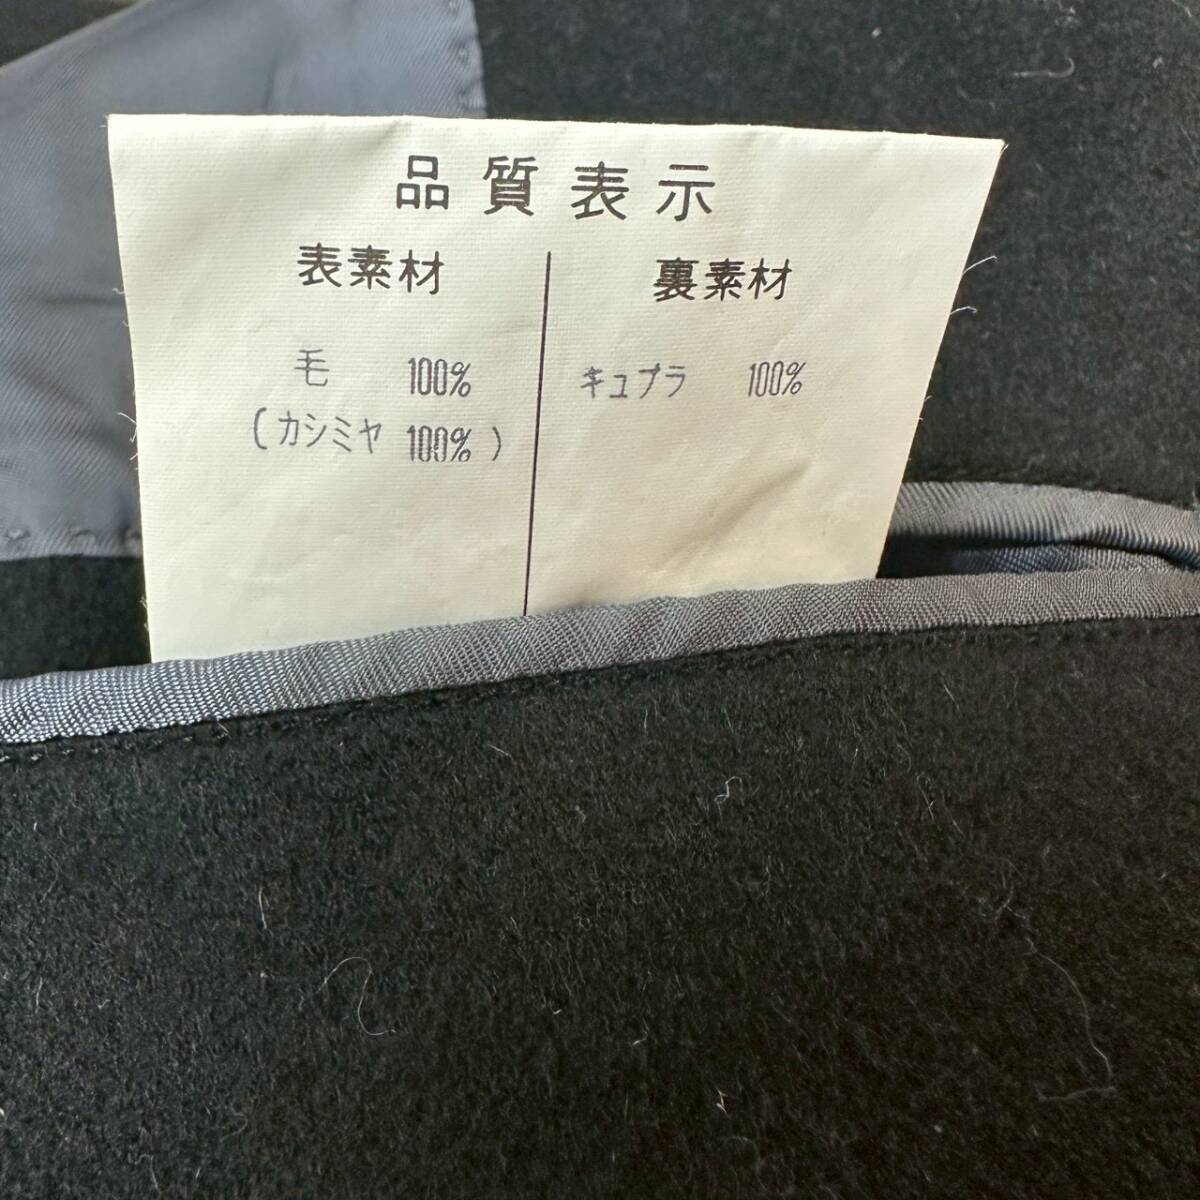 品質表示
表素材
毛 100%
(カシミヤ 100%)
裏素材
キュプラ 100%